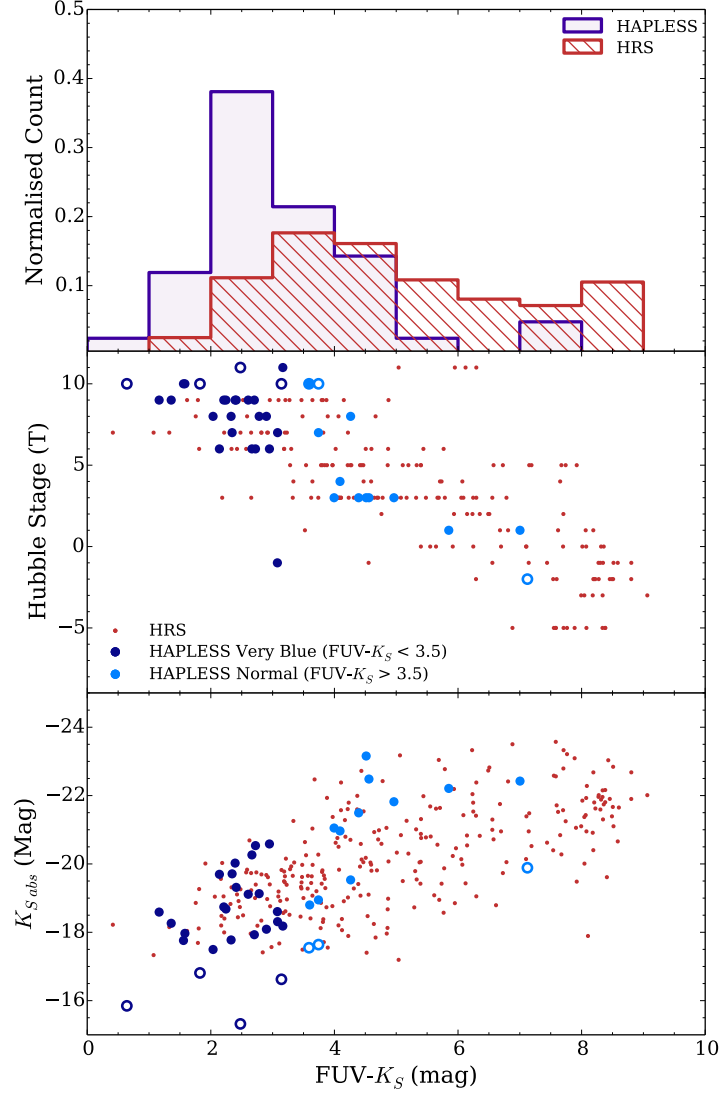 0.5
0.4
0.3
0.2
0.1
Normalised Count
HAPLESS
HRS
10
5
0
−5
Hubble Stage (T)
HRS
HAPLESS Very Blue (FUV-K_S < 3.5)
HAPLESS Normal (FUV-K_S > 3.5)
−24
−22
−20
−18
−16
K_S abs (Mag)
0 2 4 6 8 10
FUV-K_S (mag)